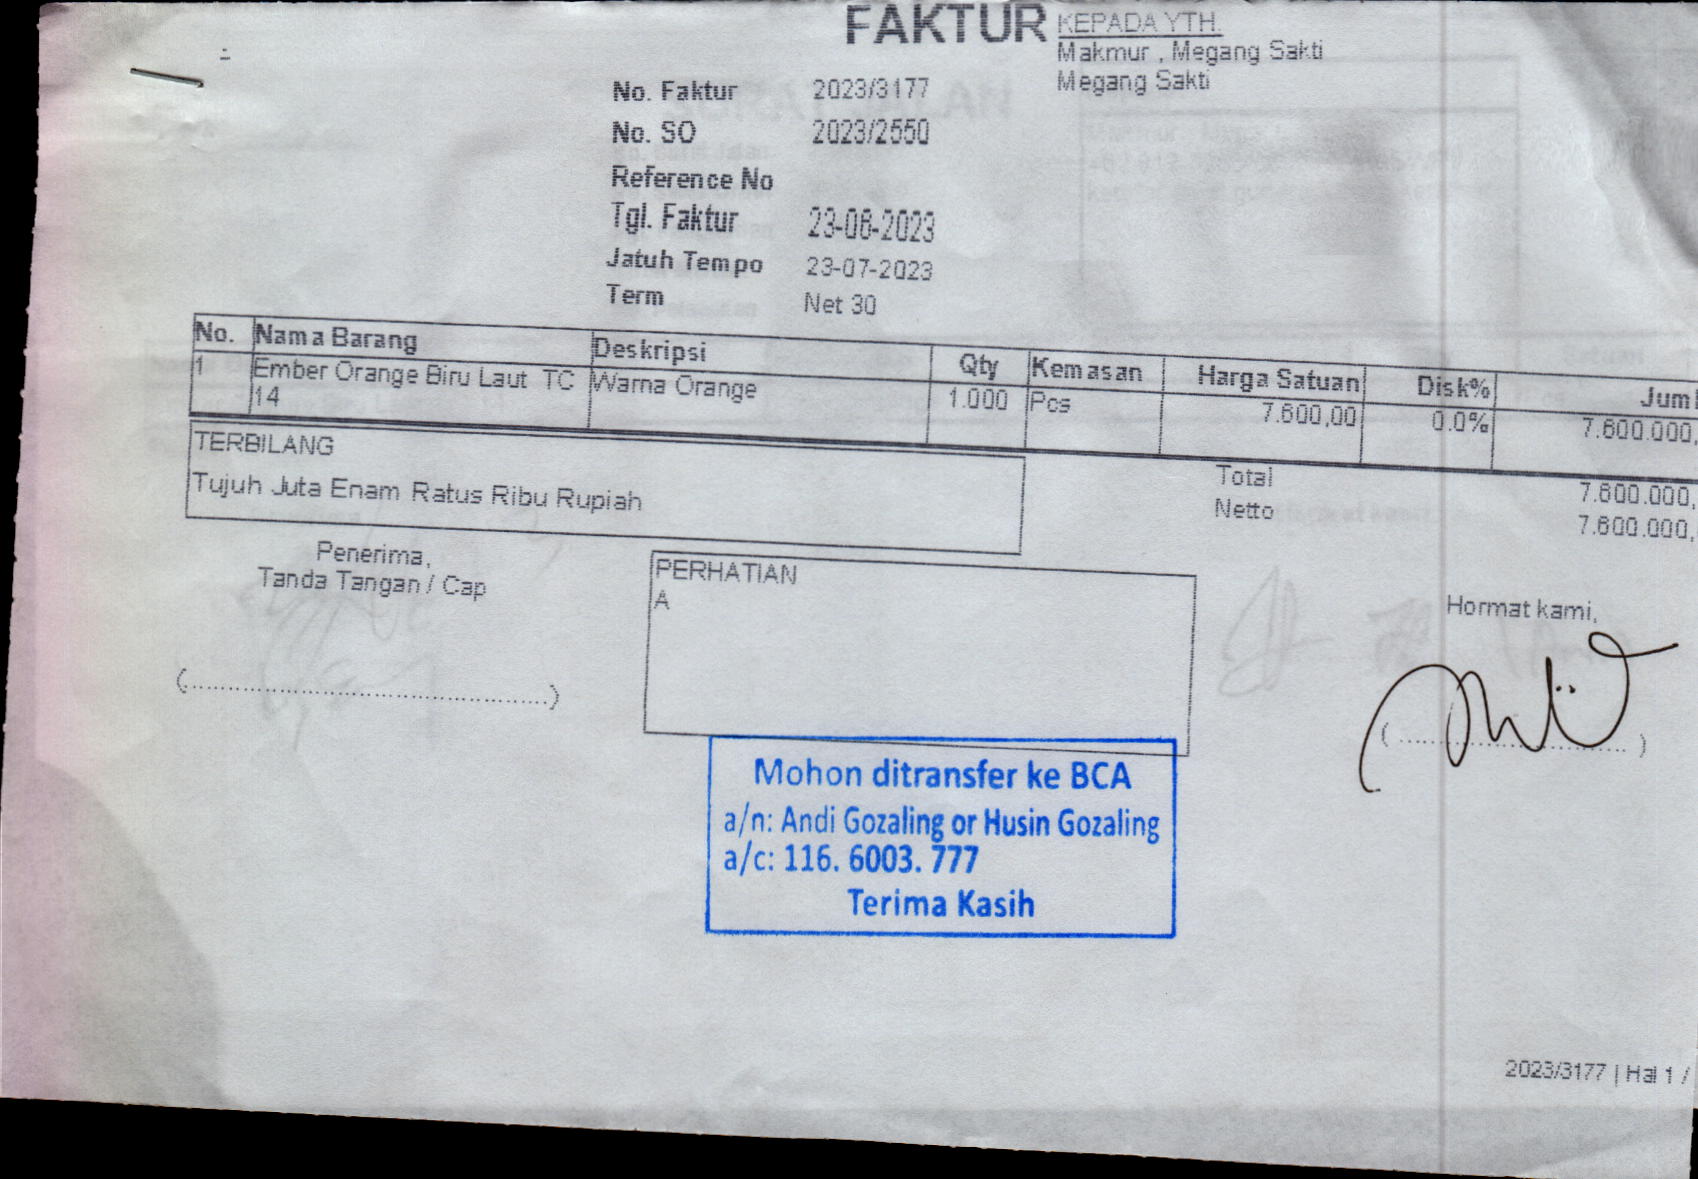 FAKTUR
KEPADA YTH.
Makmur , Megang Sakti
Megang Sakti
No. Faktur 2023/3177
No. SO 2023/2550
Reference No
Tgl. Faktur 23-06-2023
Jatuh Tempo 23-07-2023
Term Net 30
No. Nama Barang Deskripsi Qty Kemasan Harga Satuan Disk% Juml
1 Ember Orange Biru Laut TC Warna Orange 1.000 Pcs 7.600,00 0.0% 7.600.000,
14
TERBILANG
Tujuh Juta Enam Ratus Ribu Rupiah
Total 7.600.000,
Netto 7.600.000,
Penerima,
Tanda Tangan / Cap
(................................................)
PERHATIAN
A
Hormat kami,
(................................)
Mohon ditransfer ke BCA
a/n: Andi Gozaling or Husin Gozaling
a/c: 116. 6003. 777
Terima Kasih
2023/3177 | Hal 1 /